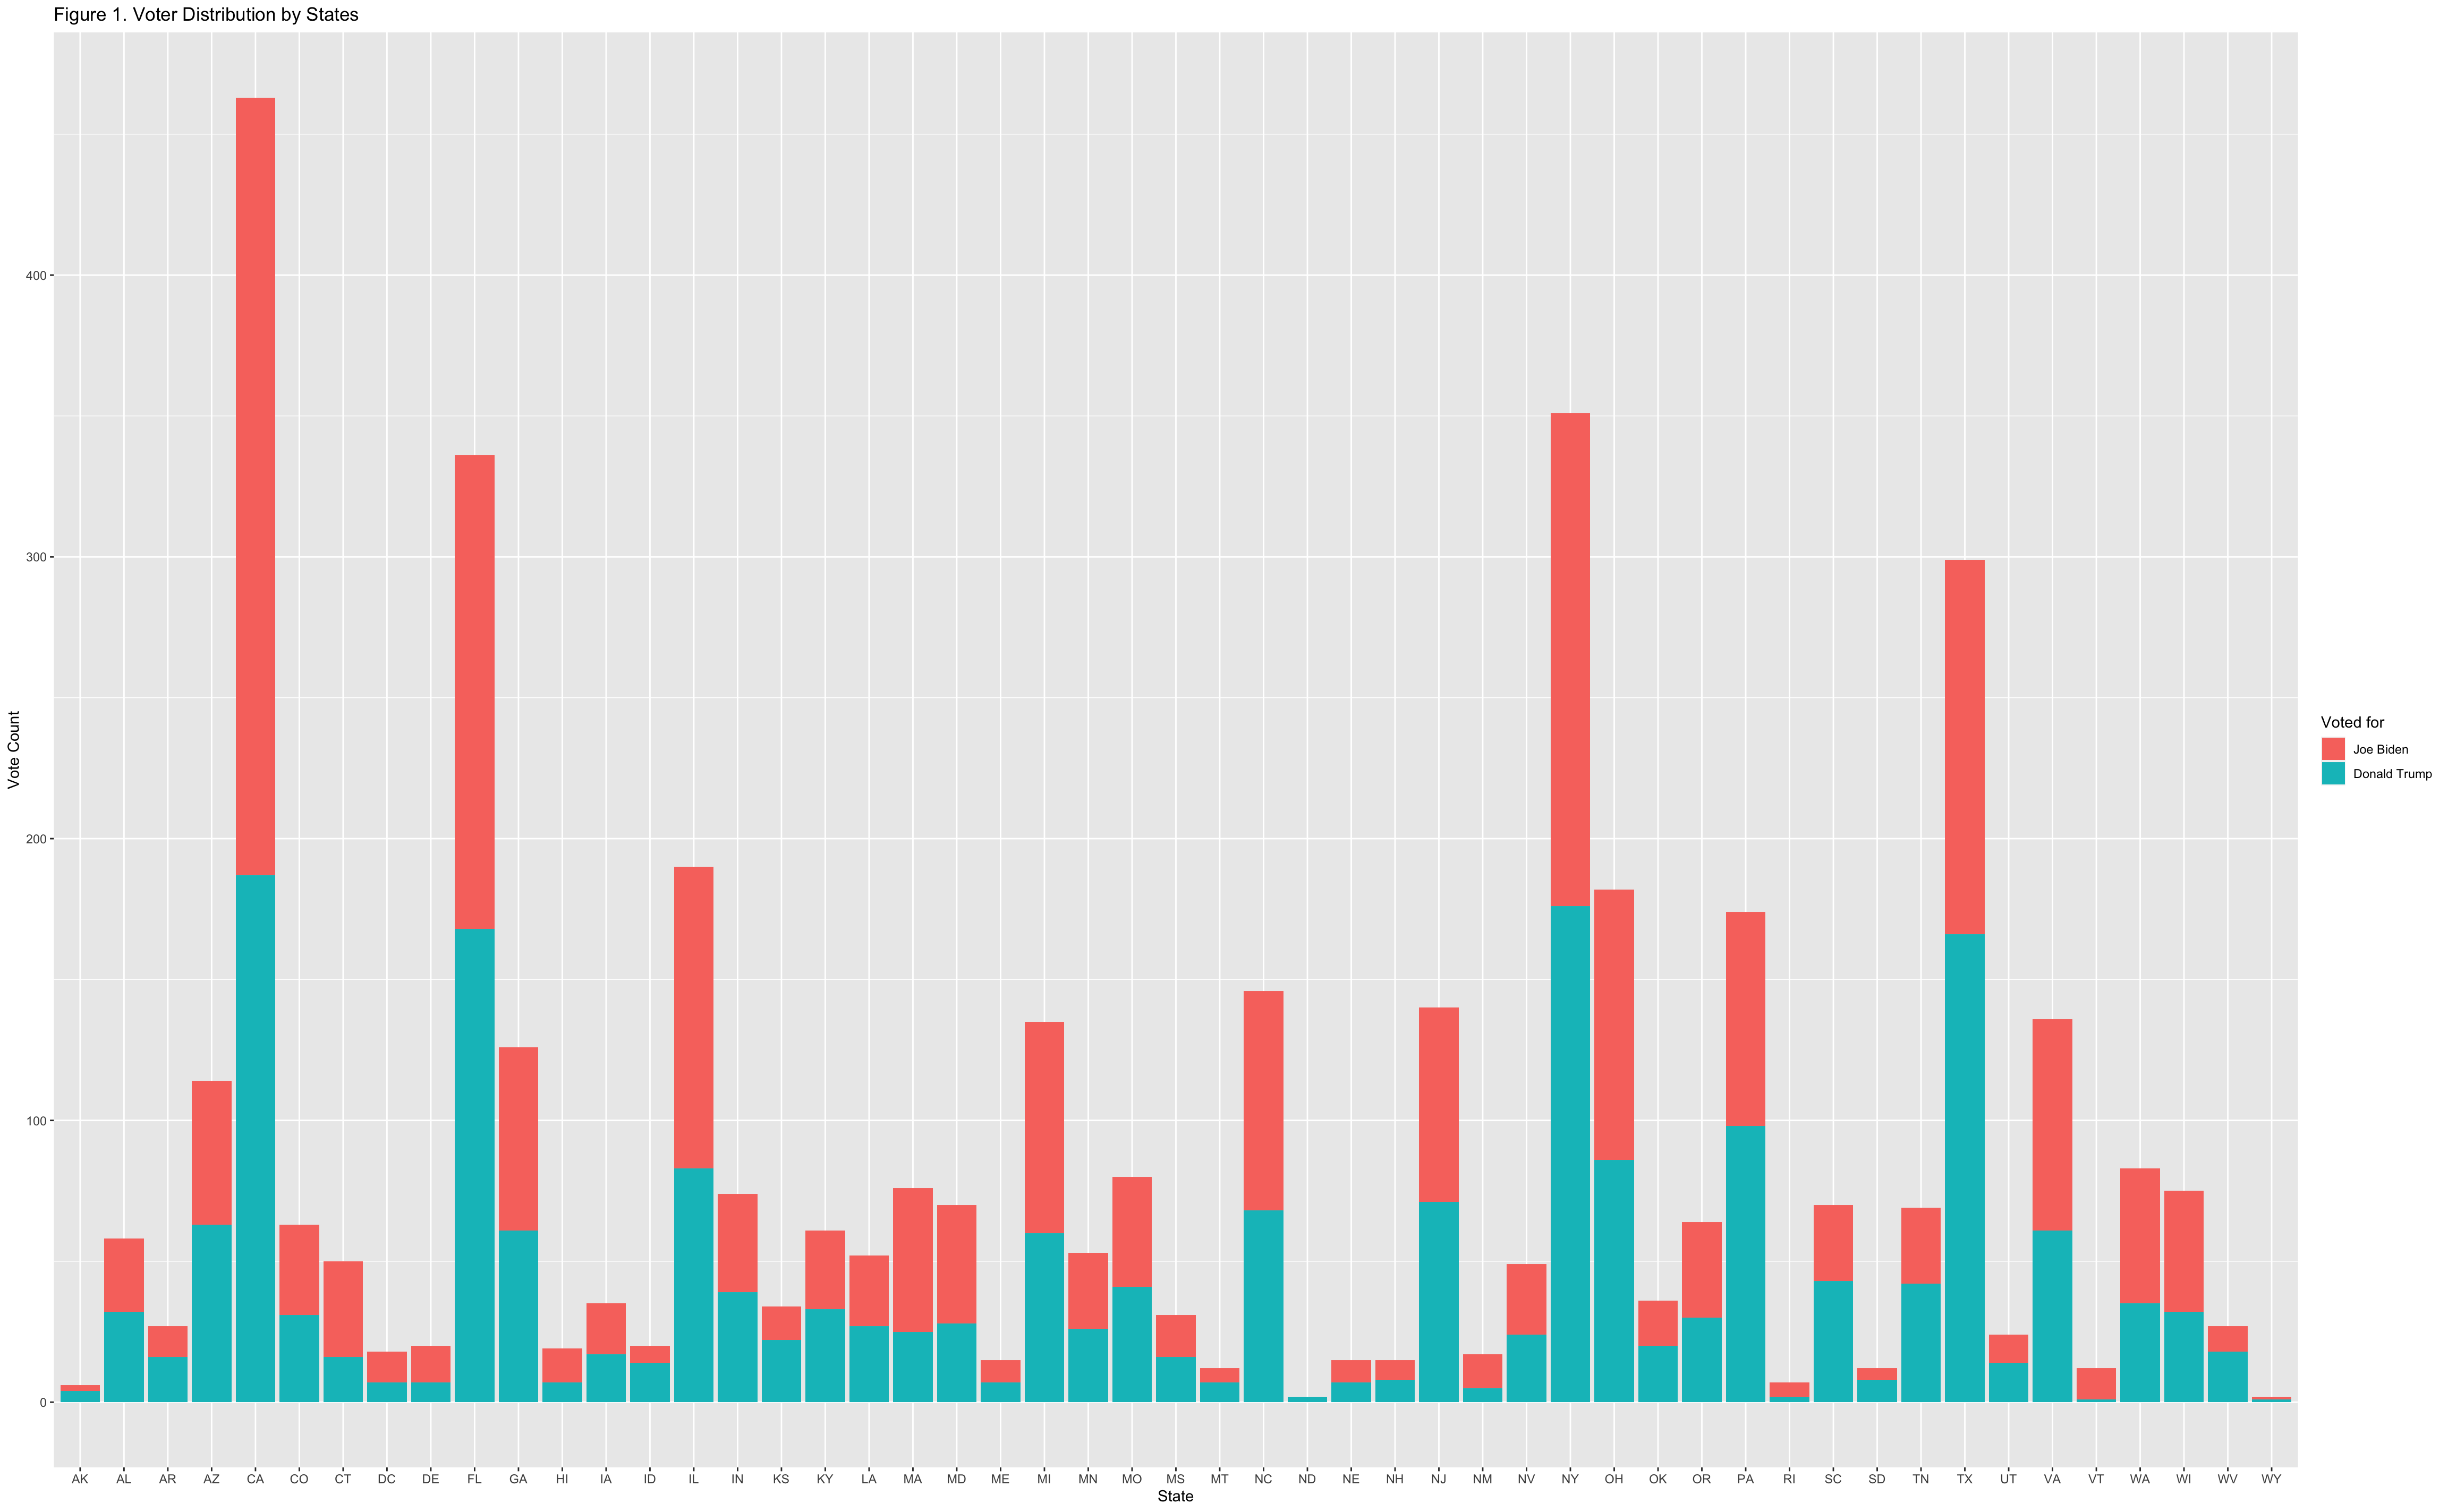 Figure 1. Voter Distribution by States
Vote Count
400
300
200
100
0
AK AL AR AZ CA CO CT DC DE FL GA HI IA ID IL IN KS KY LA MA MD ME MI MN MO MS MT NC ND NE NH NJ NM NV NY OH OK OR PA RI SC SD TN TX UT VA VT WA WI WV WY
State
Voted for
Joe Biden
Donald Trump